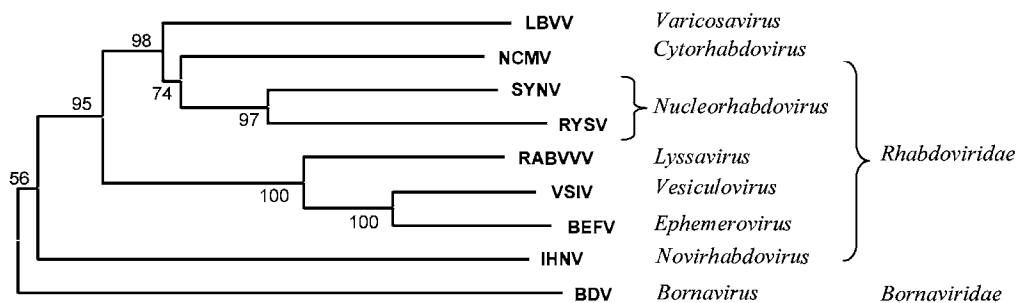 LBVV Varicosavirus
98
NCMV Cytorhabdovirus
74
SYNV
95
97
Nucleorhabdovirus
RYSV
RABVVV Lyssavirus
Rhabdoviridae
56
100
VSIV Vesiculovirus
100
BEFV Ephemerovirus
IHNV Novirhabdovirus
BDV Bornavirus Bornaviridae